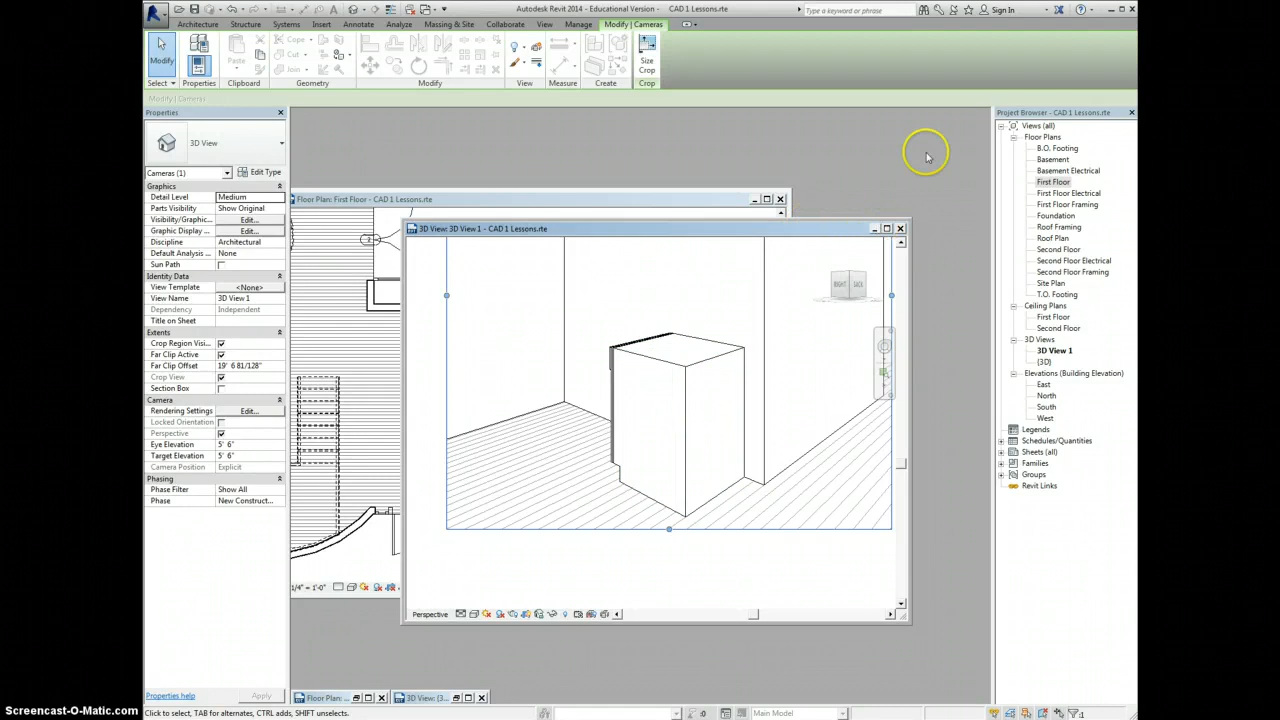 Autodesk Revit 2014 - Educational Version - CAD 1 Lessons.rte
Type a keyword or phrase
Sign In
Architecture Structure Systems Insert Annotate Analyze Massing & Site Collaborate View Manage Modify | Cameras
Modify
Paste
Cope
Cut
Join
Size
Crop
Select Properties Clipboard Geometry Modify View Measure Create Crop
Modify | Cameras
Properties
3D View
Cameras (1)
Edit Type
Graphics
Detail Level Medium
Parts Visibility Show Original
Visibility/Graphic... Edit...
Graphic Display ... Edit...
Discipline Architectural
Default Analysis ... None
Sun Path
Identity Data
View Template <None>
View Name 3D View 1
Dependency Independent
Title on Sheet
Extents
Crop Region Visi...
Far Clip Active
Far Clip Offset 19' 6 81/128"
Crop View
Section Box
Camera
Rendering Settings Edit...
Locked Orientation
Perspective
Eye Elevation 5' 6"
Target Elevation 5' 6"
Camera Position Explicit
Phasing
Phase Filter Show All
Phase New Construct...
Properties help
Apply
Floor Plan: First Floor - CAD 1 Lessons.rte
2
1/4" = 1'-0"
3D View: 3D View 1 - CAD 1 Lessons.rte
RIGHT
BACK
Perspective
Project Browser - CAD 1 Lessons.rte
Views (all)
Floor Plans
B.O. Footing
Basement
Basement Electrical
First Floor
First Floor Electrical
First Floor Framing
Foundation
Roof Framing
Roof Plan
Second Floor
Second Floor Electrical
Second Floor Framing
Site Plan
T.O. Footing
Ceiling Plans
First Floor
Second Floor
3D Views
3D View 1
{3D}
Elevations (Building Elevation)
East
North
South
West
Legends
Schedules/Quantities
Sheets (all)
Families
Groups
Revit Links
Floor Plan: ...
3D View: (3...
Click to select, TAB for alternates, CTRL adds, SHIFT unselects.
:0
Main Model
:1
Screencast-O-Matic.com